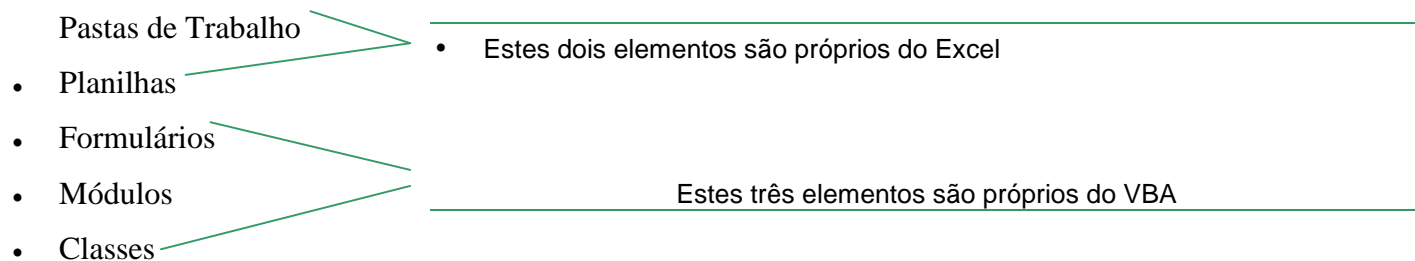 Pastas de Trabalho
• Estes dois elementos são próprios do Excel
• Planilhas
• Formulários
• Módulos
Estes três elementos são próprios do VBA
• Classes